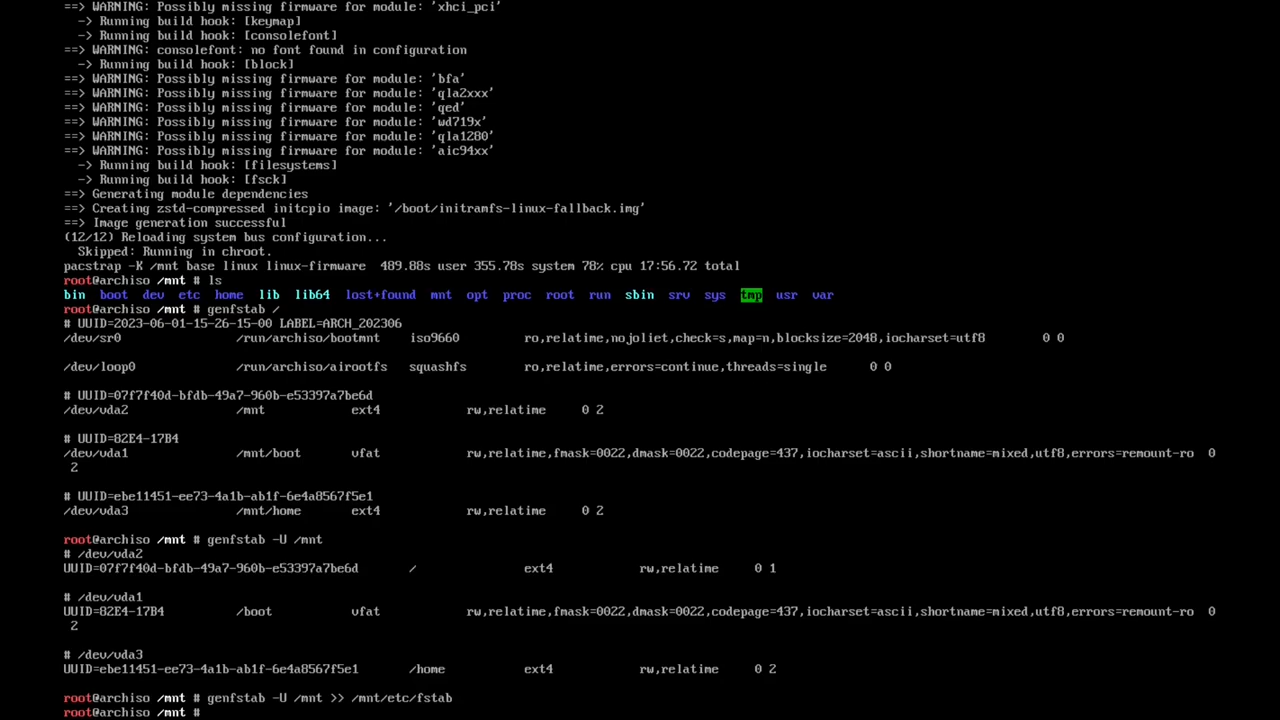 ==> WARNING: Possibly missing firmware for module: 'xhci_pci'
-> Running build hook: [keymap]
-> Running build hook: [consolefont]
==> WARNING: consolefont: no font found in configuration
-> Running build hook: [block]
==> WARNING: Possibly missing firmware for module: 'bfa'
==> WARNING: Possibly missing firmware for module: 'qla2xxx'
==> WARNING: Possibly missing firmware for module: 'qed'
==> WARNING: Possibly missing firmware for module: 'wd719x'
==> WARNING: Possibly missing firmware for module: 'qla1280'
==> WARNING: Possibly missing firmware for module: 'aic94xx'
-> Running build hook: [filesystems]
-> Running build hook: [fsck]
==> Generating module dependencies
==> Creating zstd-compressed initcpio image: '/boot/initramfs-linux-fallback.img'
==> Image generation successful
(12/12) Reloading system bus configuration...
Skipped: Running in chroot.
pacstrap -K /mnt base linux linux-firmware  489.88s user 355.78s system 78% cpu 17:56.72 total
root@archiso /mnt # ls
bin  boot  dev  etc  home  lib  lib64  lost+found  mnt  opt  proc  root  run  sbin  srv  sys  tmp  usr  var
root@archiso /mnt # genfstab /
# UUID=2023-06-01-15-26-15-00 LABEL=ARCH_202306
/dev/sr0 /run/archiso/bootmnt iso9660 ro,relatime,nojoliet,check=s,map=n,blocksize=2048,iocharset=utf8 0 0
/dev/loop0 /run/archiso/airootfs squashfs ro,relatime,errors=continue,threads=single 0 0
# UUID=07f7f40d-bfdb-49a7-960b-e53397a7be6d
/dev/vda2 /mnt ext4 rw,relatime 0 2
# UUID=82E4-17B4
/dev/vda1 /mnt/boot vfat rw,relatime,fmask=0022,dmask=0022,codepage=437,iocharset=ascii,shortname=mixed,utf8,errors=remount-ro 0
2
# UUID=ebe11451-ee73-4a1b-ab1f-6e4a8567f5e1
/dev/vda3 /mnt/home ext4 rw,relatime 0 2
root@archiso /mnt # genfstab -U /mnt
# /dev/vda2
UUID=07f7f40d-bfdb-49a7-960b-e53397a7be6d / ext4 rw,relatime 0 1
# /dev/vda1
UUID=82E4-17B4 /boot vfat rw,relatime,fmask=0022,dmask=0022,codepage=437,iocharset=ascii,shortname=mixed,utf8,errors=remount-ro 0
2
# /dev/vda3
UUID=ebe11451-ee73-4a1b-ab1f-6e4a8567f5e1 /home ext4 rw,relatime 0 2
root@archiso /mnt # genfstab -U /mnt >> /mnt/etc/fstab
root@archiso /mnt #